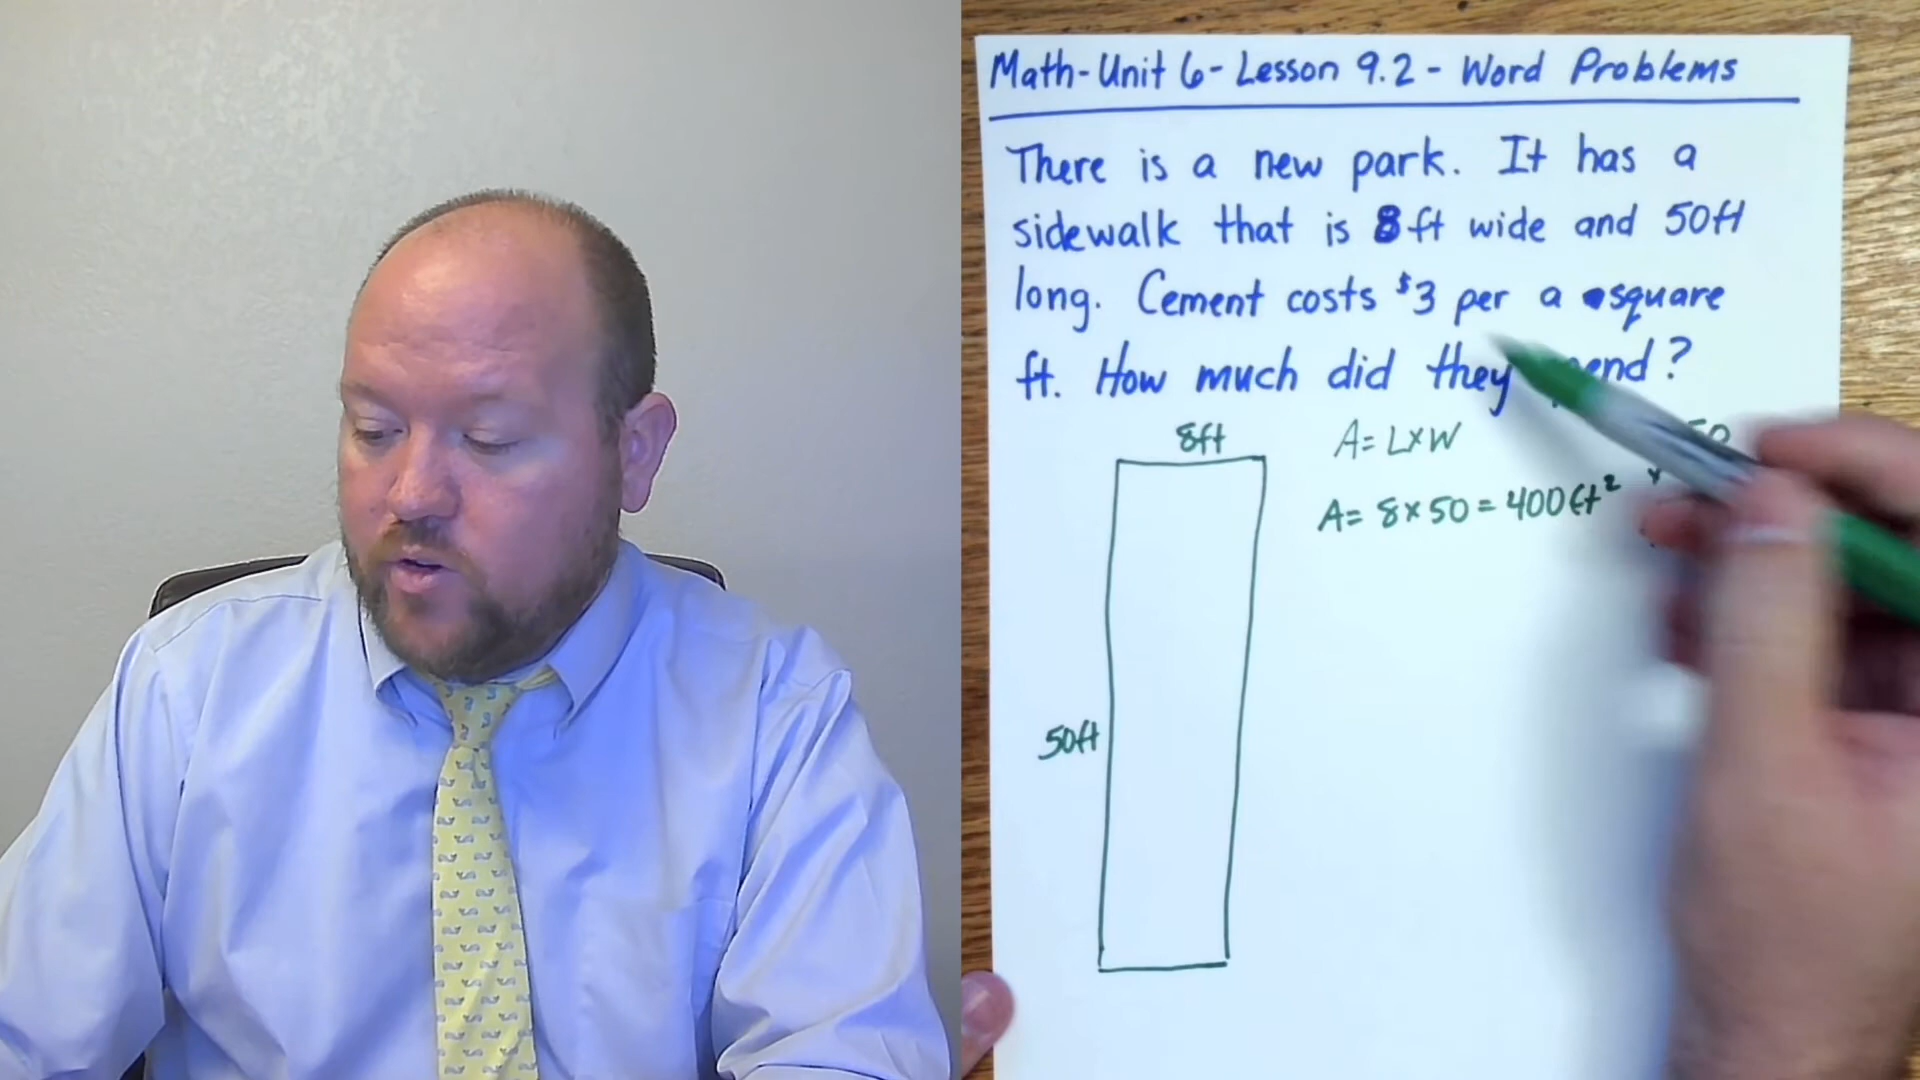 Math-Unit 6-Lesson 9.2 - Word Problems
There is a new park. It has a
sidewalk that is 8ft wide and 50ft
long. Cement costs $3 per a square
ft. How much did they ?
8ft
A= L×W
50
A= 8×50=400ft²
×
50ft